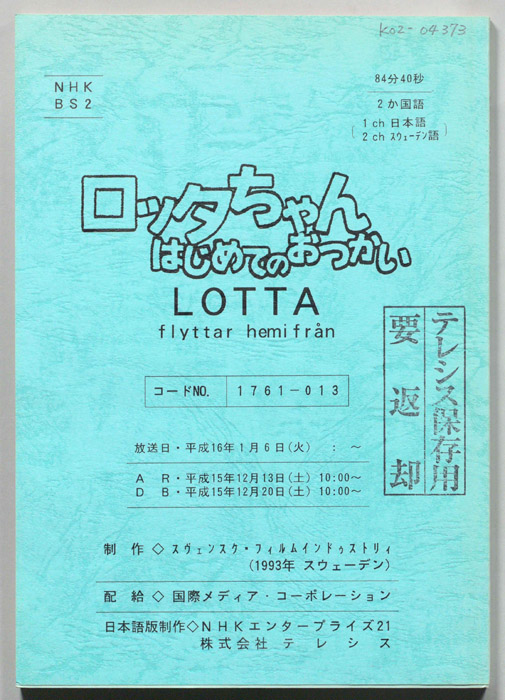 K02-04373
NHK
BS2
84分40秒
2か国語
1ch 日本語
2ch スウェーデン語
ロッタちゃん
はじめてのおつかい
LOTTA
flyttar hemifrån
コードNO. 1761-013
放送日・平成16年1月6日(火) : ～
AR・平成15年12月13日(土) 10:00～
DB・平成15年12月20日(土) 10:00～
制作◇スヴェンスク・フィルムインドゥストリィ
(1993年 スウェーデン)
配給◇国際メディア・コーポレーション
日本語版制作◇NHKエンタープライズ21
株式会社テレシス
テレシス保存用
要返却